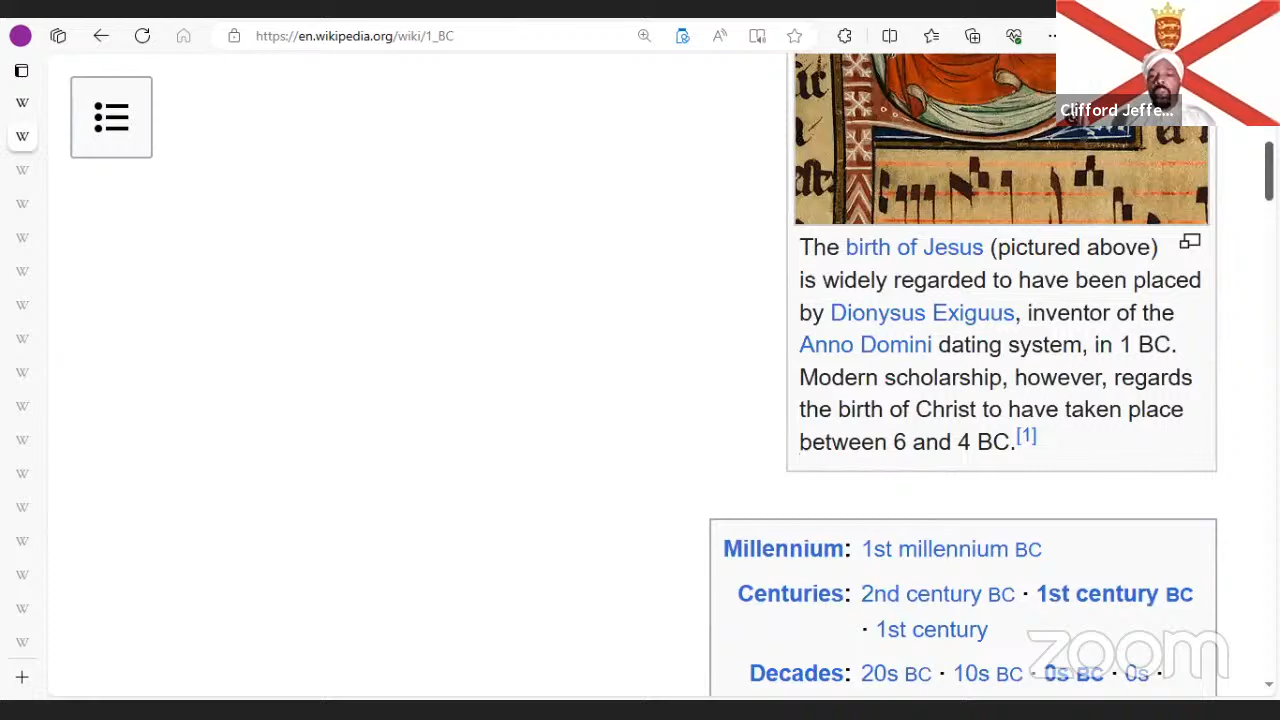 https://en.wikipedia.org/wiki/1_BC
Clifford Jeffe...
The birth of Jesus (pictured above)
is widely regarded to have been placed
by Dionysus Exiguus, inventor of the
Anno Domini dating system, in 1 BC.
Modern scholarship, however, regards
the birth of Christ to have taken place
between 6 and 4 BC.[1]
Millennium: 1st millennium BC
Centuries: 2nd century BC · 1st century BC
· 1st century
Decades: 20s BC · 10s BC · 0s BC · 0s ·
zoom